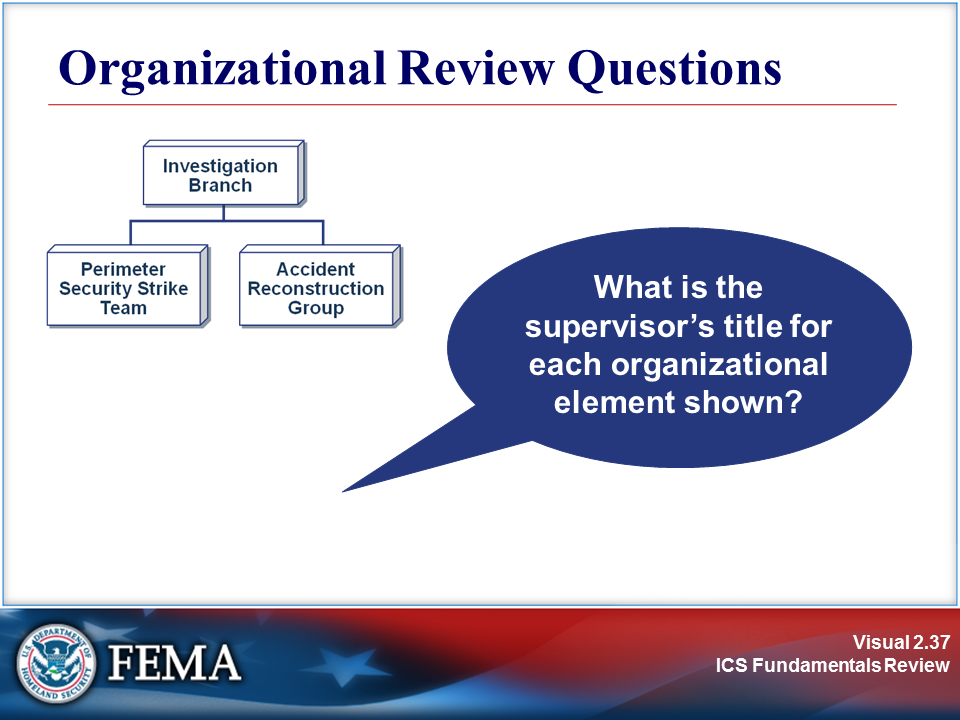 Organizational Review Questions
Investigation
Branch
Perimeter
Security Strike
Team
Accident
Reconstruction
Group
What is the
supervisor’s title for
each organizational
element shown?
U.S. DEPARTMENT OF
HOMELAND SECURITY
FEMA
Visual 2.37
ICS Fundamentals Review